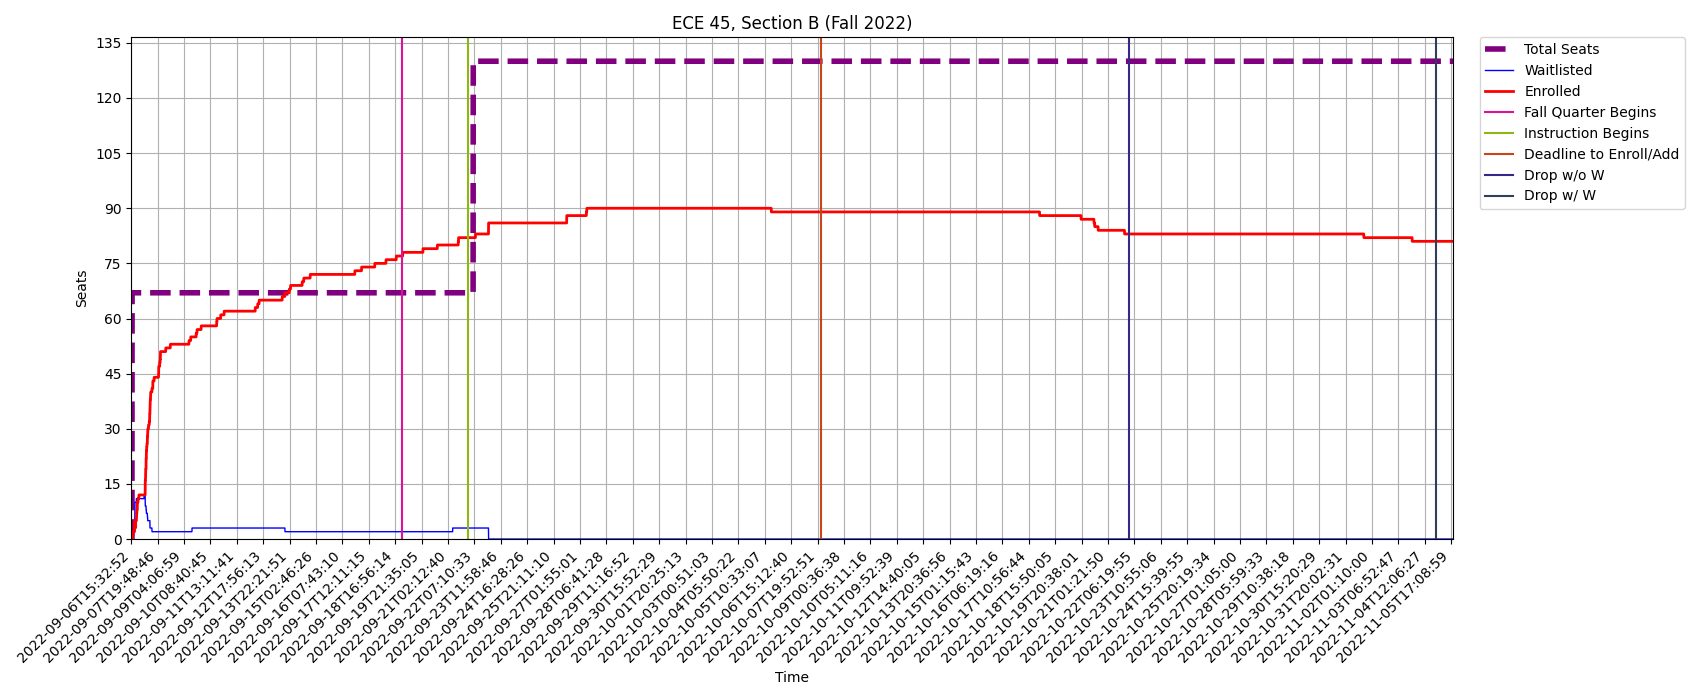 ECE 45, Section B (Fall 2022)
135
120
105
90
75
60
45
30
15
0
Seats
2022-09-06T15:32:52
2022-09-07T19:48:46
2022-09-09T04:06:59
2022-09-10T08:40:45
2022-09-11T13:11:41
2022-09-12T17:56:13
2022-09-13T22:21:51
2022-09-15T02:46:26
2022-09-16T07:43:10
2022-09-17T12:11:15
2022-09-18T16:56:14
2022-09-19T21:35:05
2022-09-21T02:12:40
2022-09-22T07:10:33
2022-09-23T11:58:46
2022-09-24T16:28:26
2022-09-25T21:11:10
2022-09-27T01:55:01
2022-09-28T06:41:28
2022-09-29T11:16:52
2022-09-30T15:52:29
2022-10-01T20:25:13
2022-10-03T00:51:03
2022-10-04T05:50:22
2022-10-05T10:33:07
2022-10-06T15:12:40
2022-10-07T19:52:51
2022-10-09T00:36:38
2022-10-10T05:11:16
2022-10-11T09:52:39
2022-10-12T14:40:05
2022-10-13T20:36:56
2022-10-15T01:15:43
2022-10-16T06:19:16
2022-10-17T10:56:44
2022-10-18T15:50:05
2022-10-19T20:38:01
2022-10-21T01:21:50
2022-10-22T06:19:55
2022-10-23T10:55:06
2022-10-24T15:39:55
2022-10-25T20:19:34
2022-10-27T01:05:00
2022-10-28T05:59:33
2022-10-29T10:38:18
2022-10-30T15:20:29
2022-10-31T20:02:31
2022-11-02T01:10:00
2022-11-03T06:52:47
2022-11-04T12:06:27
2022-11-05T17:08:59
Time
Total Seats
Waitlisted
Enrolled
Fall Quarter Begins
Instruction Begins
Deadline to Enroll/Add
Drop w/o W
Drop w/ W